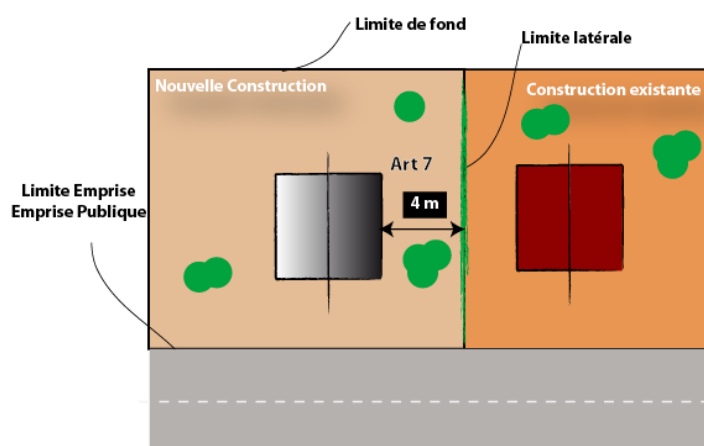 Limite de fond
Limite latérale
Nouvelle Construction
Construction existante
Art 7
4 m
Limite Emprise
Emprise Publique